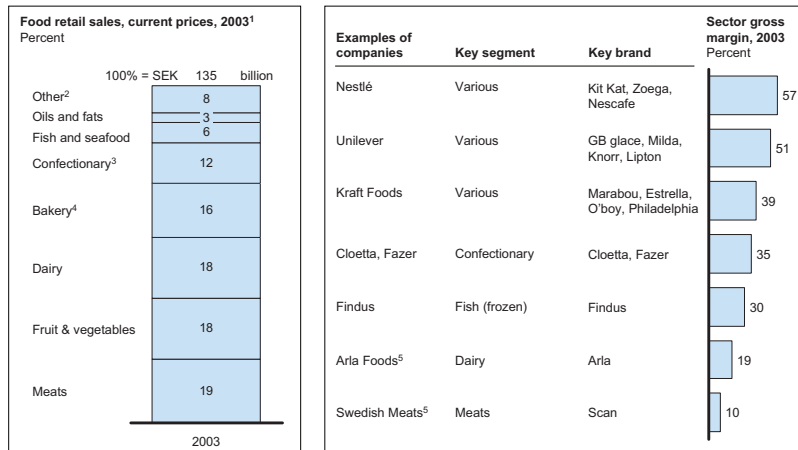 Food retail sales, current prices, 2003¹
Percent
100% = SEK 135 billion
Other² 8
Oils and fats 3
Fish and seafood 6
Confectionary³ 12
Bakery⁴ 16
Dairy 18
Fruit & vegetables 18
Meats 19
2003
Examples of
companies
Key segment
Key brand
Sector gross
margin, 2003
Percent
Nestlé Various Kit Kat, Zoega,
Nescafe
57
Unilever Various GB glace, Milda,
Knorr, Lipton
51
Kraft Foods Various Marabou, Estrella,
O'boy, Philadelphia
39
Cloetta, Fazer Confectionary Cloetta, Fazer 35
Findus Fish (frozen) Findus 30
Arla Foods⁵ Dairy Arla 19
Swedish Meats⁵ Meats Scan 10